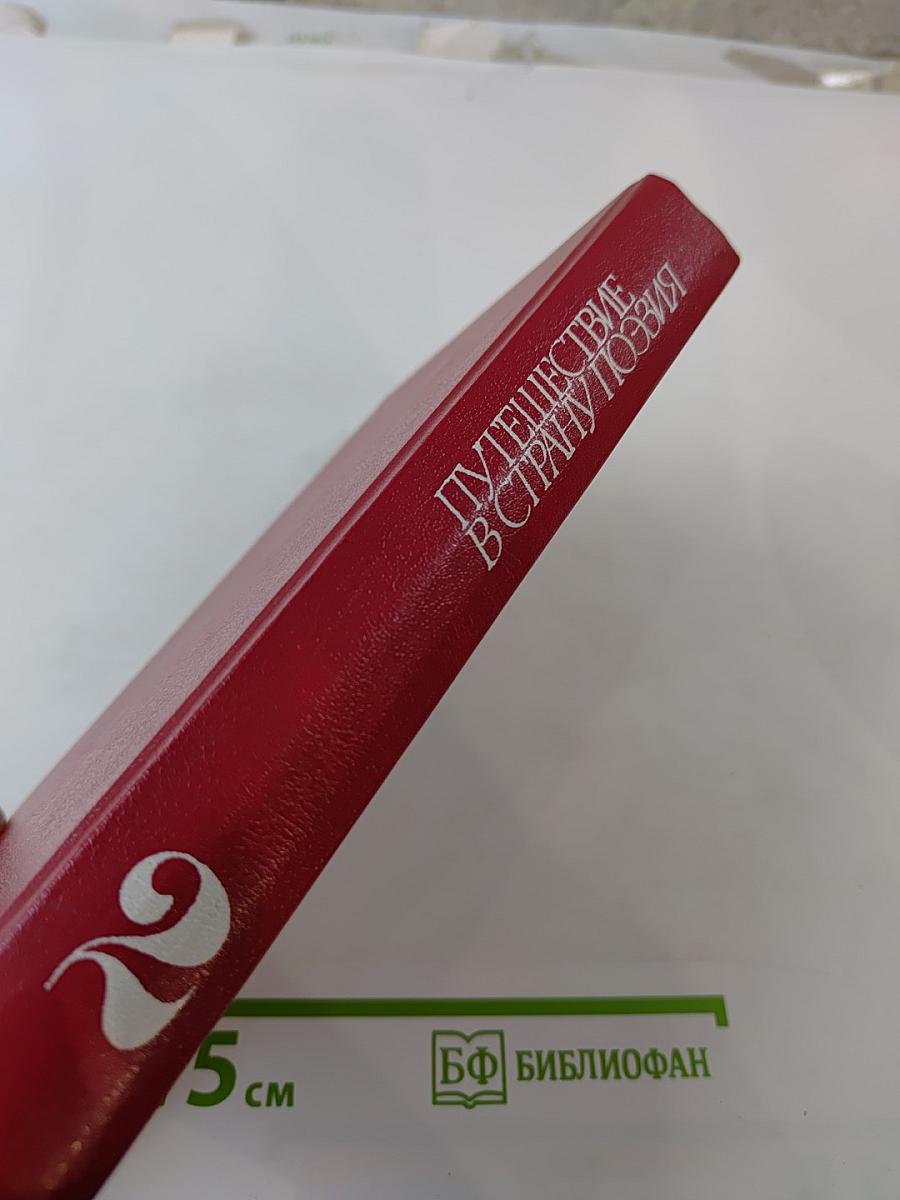 ПУТЕШЕСТВИЕ
В СТРАНУ ПОЭЗИЯ
2
5 см
БФ БИБЛИОФАН